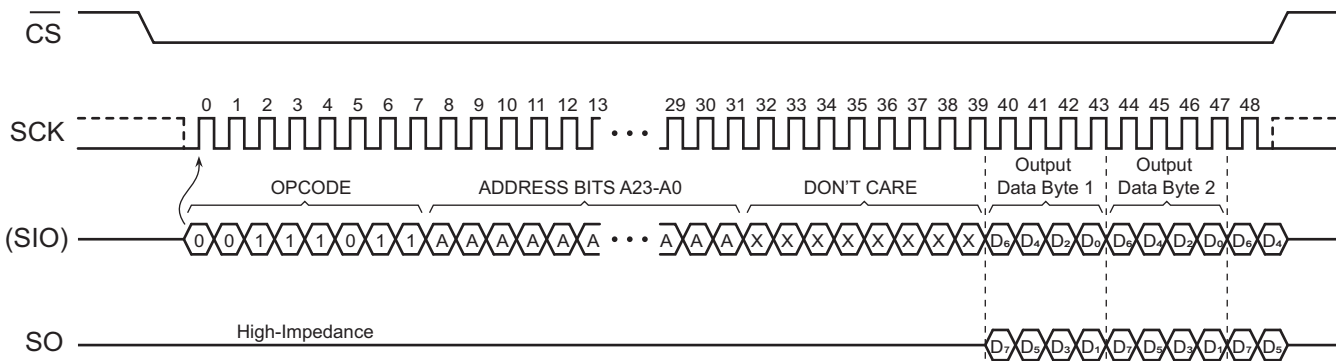 CS
0 1 2 3 4 5 6 7 8 9 10 11 12 13 29 30 31 32 33 34 35 36 37 38 39 40 41 42 43 44 45 46 47 48
SCK • • •
OPCODE ADDRESS BITS A23-A0 DON'T CARE Output Data Byte 1 Output Data Byte 2
(SIO) 0 0 1 1 1 0 1 1 A A A A A A • • • A A A X X X X X X X X D₆ D₄ D₂ D₀ D₆ D₄ D₂ D₀ D₆ D₄
High-Impedance
SO D₇ D₅ D₃ D₁ D₇ D₅ D₃ D₁ D₇ D₅